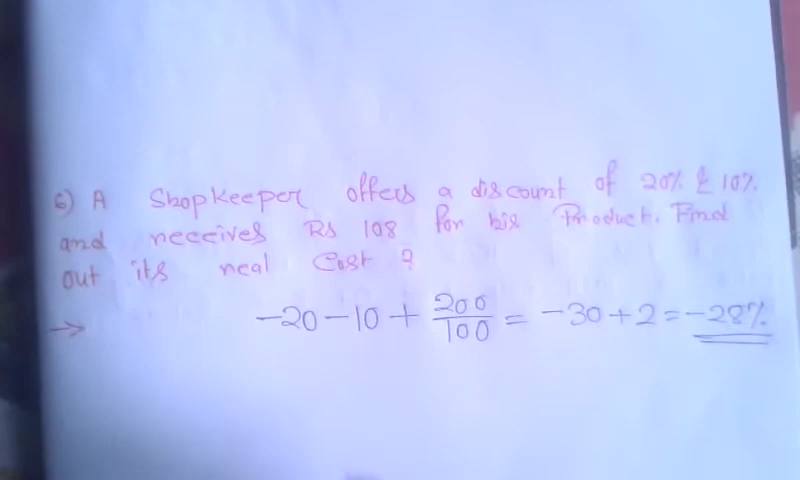 6) A Shopkeeper offers a discount of 20% & 10%
and receives Rs 108 for his Product. Find
out its real Cost ?
→ -20-10+200/100 = -30+2=-28%